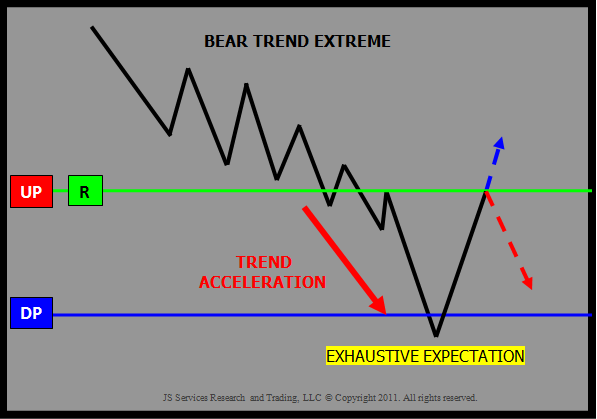 BEAR TREND EXTREME
UP
R
TREND
ACCELERATION
DP
EXHAUSTIVE EXPECTATION
JS Services Research and Trading, LLC © Copyright 2011. All rights reserved.